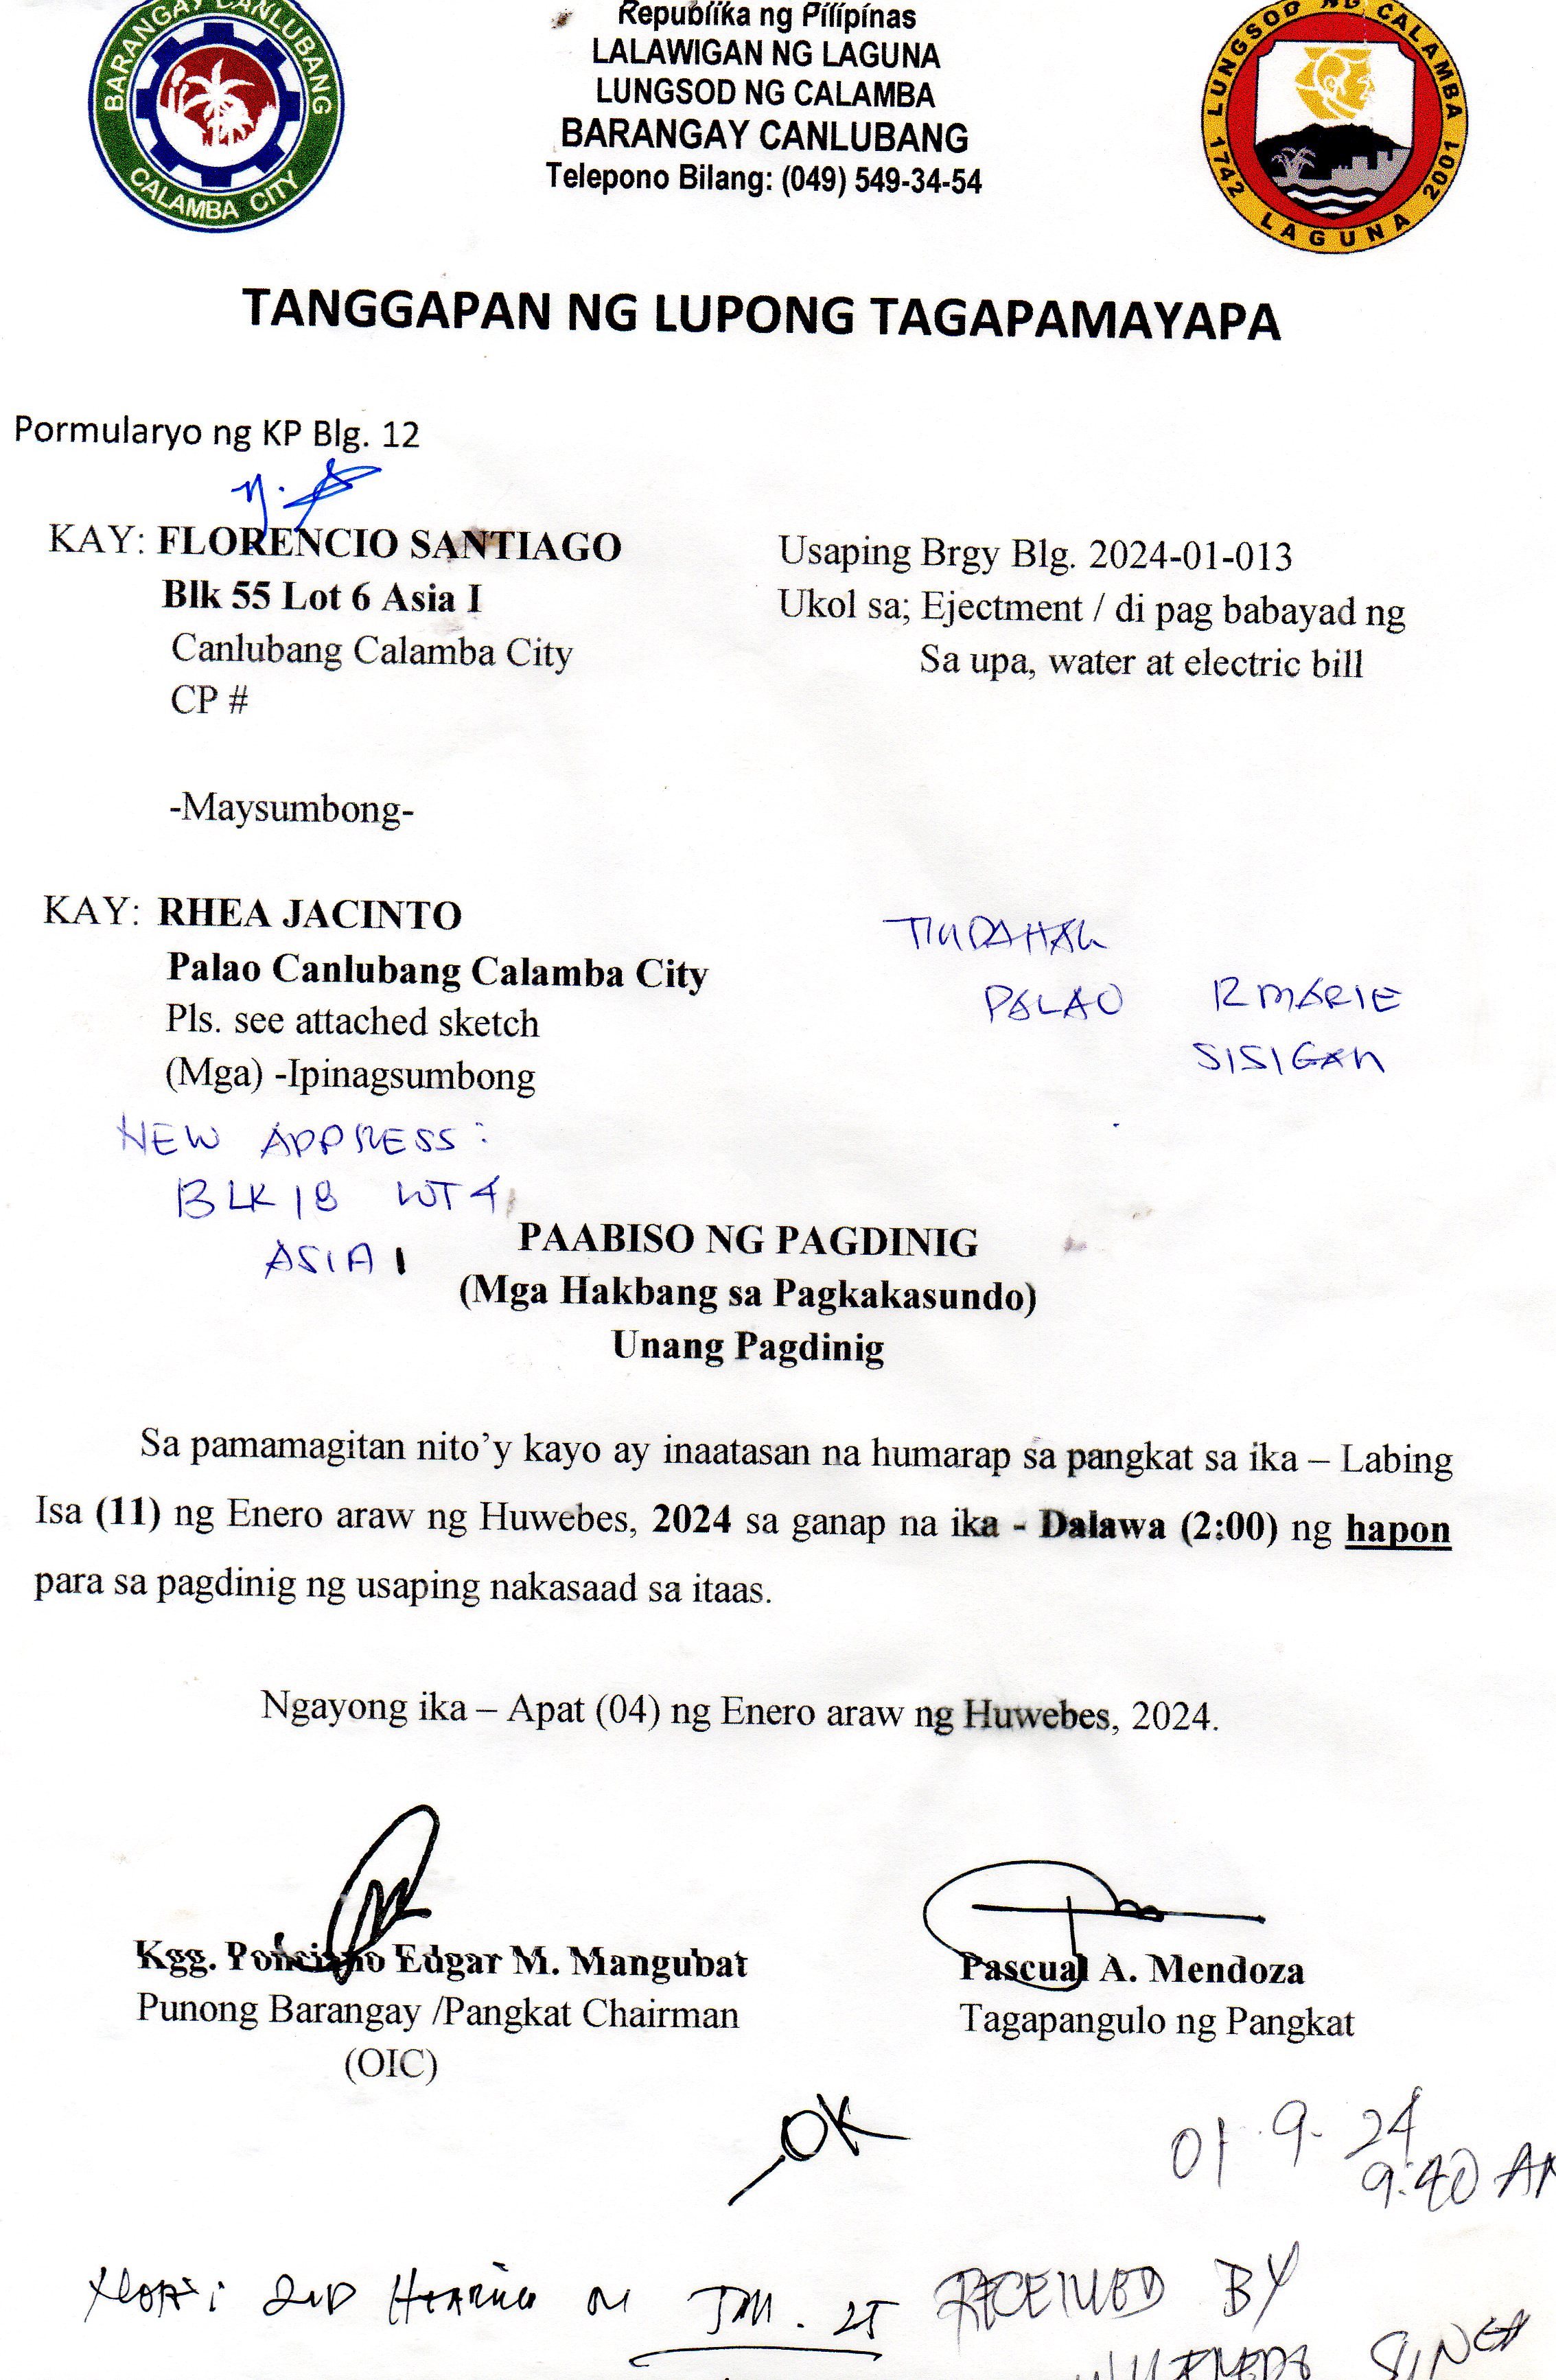 BARANGAY CANLUBANG
CALAMBA CITY
Republika ng Pilipinas
LALAWIGAN NG LAGUNA
LUNGSOD NG CALAMBA
BARANGAY CANLUBANG
Telepono Bilang: (049) 549-34-54
LUNGSOD NG CALAMBA
1742 LAGUNA 2001
TANGGAPAN NG LUPONG TAGAPAMAYAPA
Pormularyo ng KP Blg. 12
KAY: FLORENCIO SANTIAGO
Blk 55 Lot 6 Asia I
Canlubang Calamba City
CP #
Usaping Brgy Blg. 2024-01-013
Ukol sa; Ejectment / di pag babayad ng
Sa upa, water at electric bill
-Maysumbong-
KAY: RHEA JACINTO
Palao Canlubang Calamba City
Pls. see attached sketch
(Mga) -Ipinagsumbong
TINDAHAN
PALAO RMARIE
SISIGAN
NEW ADDRESS:
BLK 18 LOT 4
ASIA 1
PAABISO NG PAGDINIG
(Mga Hakbang sa Pagkakasundo)
Unang Pagdinig
Sa pamamagitan nito’y kayo ay inaatasan na humarap sa pangkat sa ika – Labing
Isa (11) ng Enero araw ng Huwebes, 2024 sa ganap na ika - Dalawa (2:00) ng hapon
para sa pagdinig ng usaping nakasaad sa itaas.
Ngayong ika – Apat (04) ng Enero araw ng Huwebes, 2024.
Kgg. Ponciano Edgar M. Mangubat
Punong Barangay /Pangkat Chairman
(OIC)
Pascual A. Mendoza
Tagapangulo ng Pangkat
OK
01-9-24
9:40 AM
2ND HEARING ON JAN. 25
RECEIVED BY